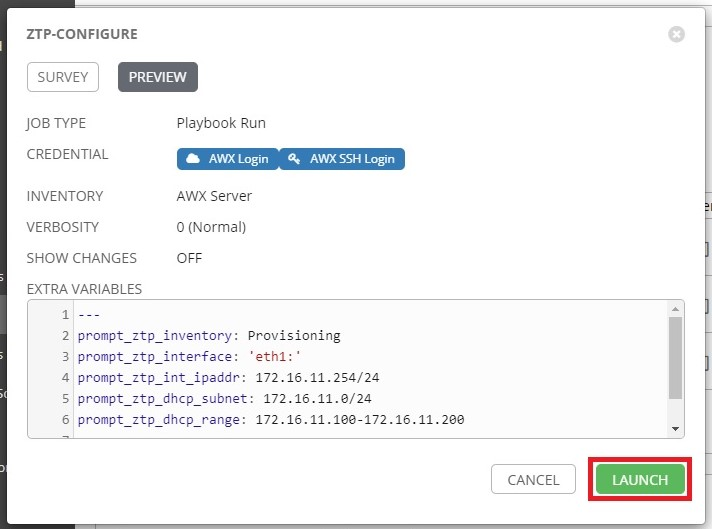 ZTP-CONFIGURE
SURVEY PREVIEW
JOB TYPE Playbook Run
CREDENTIAL AWX Login AWX SSH Login
INVENTORY AWX Server
VERBOSITY 0 (Normal)
SHOW CHANGES OFF
EXTRA VARIABLES
1 ---
2 prompt_ztp_inventory: Provisioning
3 prompt_ztp_interface: 'eth1:'
4 prompt_ztp_int_ipaddr: 172.16.11.254/24
5 prompt_ztp_dhcp_subnet: 172.16.11.0/24
6 prompt_ztp_dhcp_range: 172.16.11.100-172.16.11.200
CANCEL LAUNCH